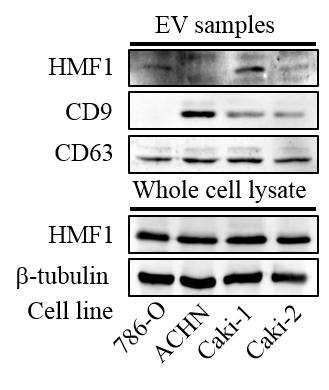 EV samples
HMF1
CD9
CD63
Whole cell lysate
HMF1
β-tubulin
Cell line
786-O
ACHN
Caki-1
Caki-2